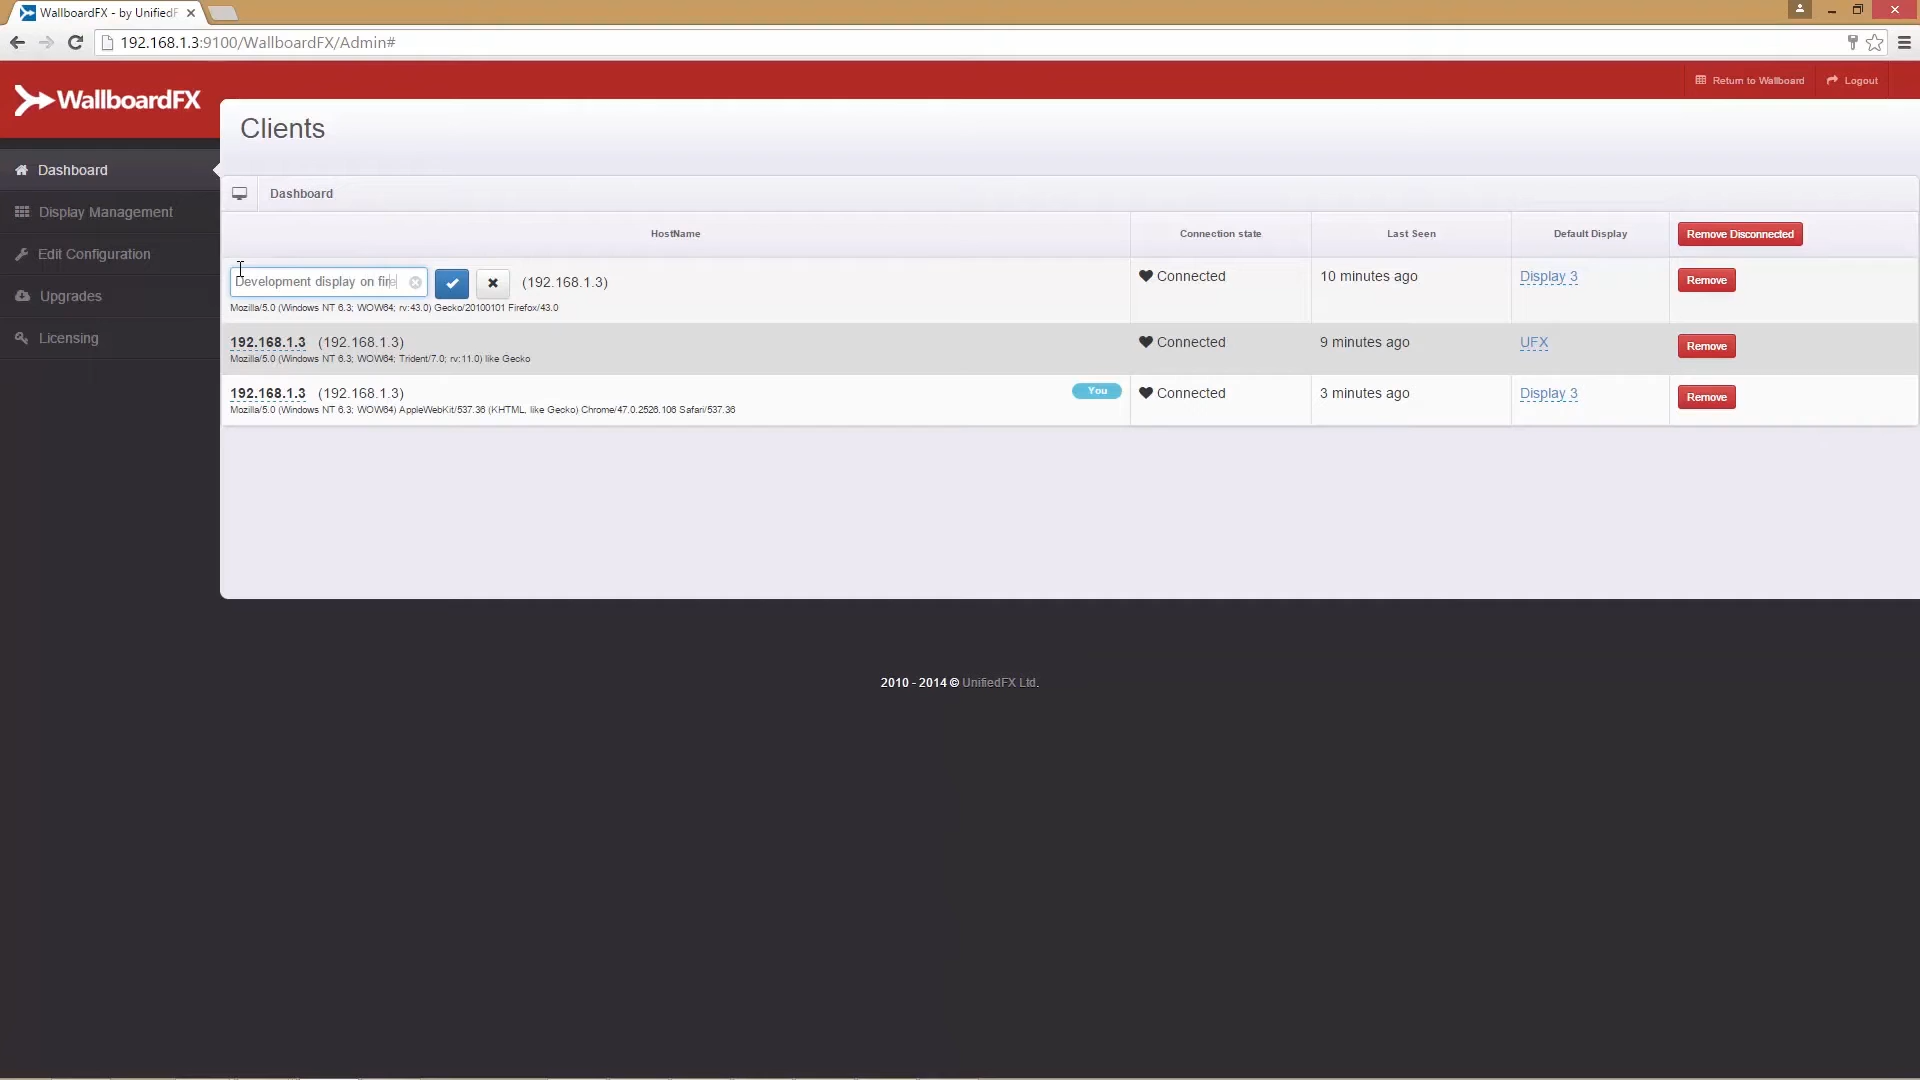 WallboardFX - by UnifiedF
192.168.1.3:9100/WallboardFX/Admin#
WallboardFX
Return to Wallboard
Logout
Clients
Dashboard
Display Management
Edit Configuration
Upgrades
Licensing
Dashboard
HostName
Connection state
Last Seen
Default Display
Remove Disconnected
Development display on fire
(192.168.1.3)
Mozilla/5.0 (Windows NT 6.3; WOW64; rv:43.0) Gecko/20100101 Firefox/43.0
Connected
10 minutes ago
Display 3
Remove
192.168.1.3 (192.168.1.3)
Mozilla/5.0 (Windows NT 6.3; WOW64; Trident/7.0; rv:11.0) like Gecko
Connected
9 minutes ago
UFX
Remove
192.168.1.3 (192.168.1.3)
You
Mozilla/5.0 (Windows NT 6.3; WOW64) AppleWebKit/537.36 (KHTML, like Gecko) Chrome/47.0.2526.106 Safari/537.36
Connected
3 minutes ago
Display 3
Remove
2010 - 2014 © UnifiedFX Ltd.